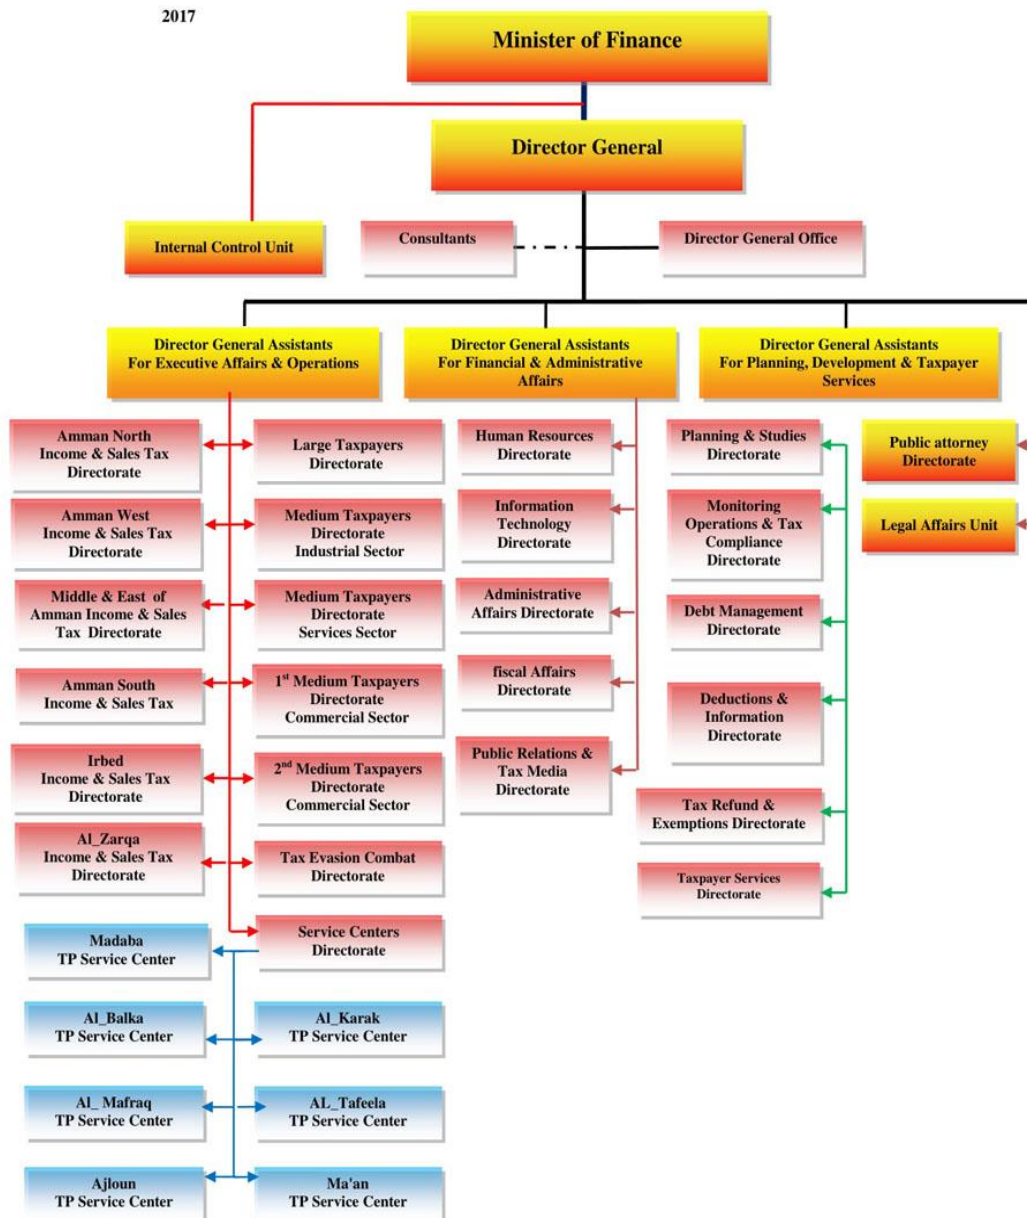 2017
Minister of Finance
Director General
Internal Control Unit
Consultants
Director General Office
Director General Assistants
For Executive Affairs & Operations
Director General Assistants
For Financial & Administrative
Affairs
Director General Assistants
For Planning, Development & Taxpayer
Services
Amman North
Income & Sales Tax
Directorate
Large Taxpayers
Directorate
Human Resources
Directorate
Planning & Studies
Directorate
Public attorney
Directorate
Amman West
Income & Sales Tax
Directorate
Medium Taxpayers
Directorate
Industrial Sector
Information
Technology
Directorate
Monitoring
Operations & Tax
Compliance
Directorate
Legal Affairs Unit
Middle & East of
Amman Income & Sales
Tax Directorate
Medium Taxpayers
Directorate
Services Sector
Administrative
Affairs Directorate
Debt Management
Directorate
Amman South
Income & Sales Tax
1st Medium Taxpayers
Directorate
Commercial Sector
fiscal Affairs
Directorate
Deductions &
Information
Directorate
Irbed
Income & Sales Tax
Directorate
2nd Medium Taxpayers
Directorate
Commercial Sector
Public Relations &
Tax Media
Directorate
Tax Refund &
Exemptions Directorate
Al_Zarqa
Income & Sales Tax
Directorate
Tax Evasion Combat
Directorate
Taxpayer Services
Directorate
Madaba
TP Service Center
Service Centers
Directorate
Al_Balka
TP Service Center
Al_Karak
TP Service Center
Al_ Mafraq
TP Service Center
AL_Tafeela
TP Service Center
Ajloun
TP Service Center
Ma'an
TP Service Center